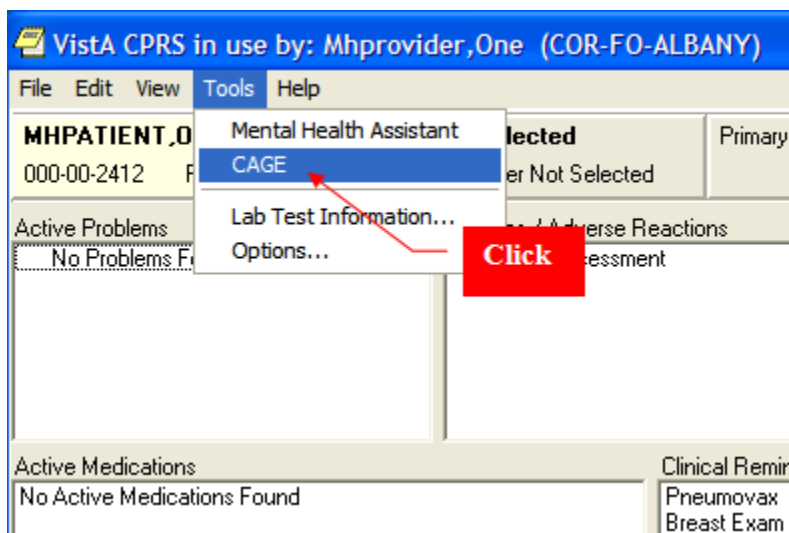 VistA CPRS in use by: Mhprovider,One (COR-FO-ALBANY)
File Edit View Tools Help
MHPATIENT,O
000-00-2412
Mental Health Assistant
CAGE
Lab Test Information...
Options...
lected
er Not Selected
Primary
Active Problems
No Problems F
/ Adverse Reactions
essment
Click
Active Medications
No Active Medications Found
Clinical Remin
Pneumovax
Breast Exam